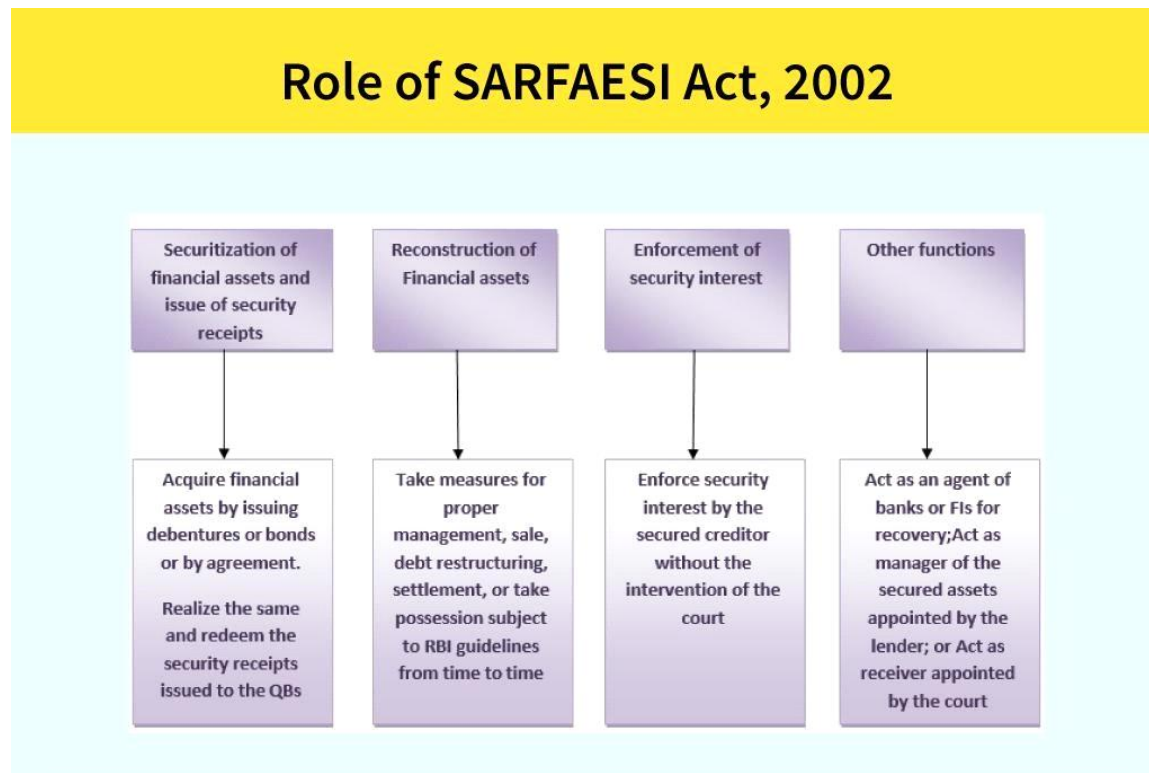 Role of SARFAESI Act, 2002
Securitization of
financial assets and
issue of security
receipts
Reconstruction of
Financial assets
Enforcement of
security interest
Other functions
Acquire financial
assets by issuing
debentures or bonds
or by agreement.
Realize the same
and redeem the
security receipts
issued to the QBs
Take measures for
proper
management, sale,
debt restructuring,
settlement, or take
possession subject
to RBI guidelines
from time to time
Enforce security
interest by the
secured creditor
without the
intervention of the
court
Act as an agent of
banks or FIs for
recovery;Act as
manager of the
secured assets
appointed by the
lender; or Act as
receiver appointed
by the court